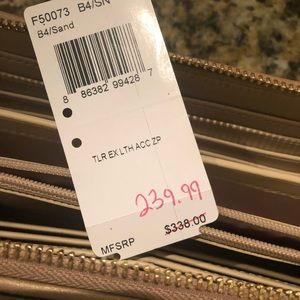 F50073 B4/SN
B4/Sand
8 86382 99428 7
TLR EX LTH ACC ZP
239.99
$338.00
MFSRP